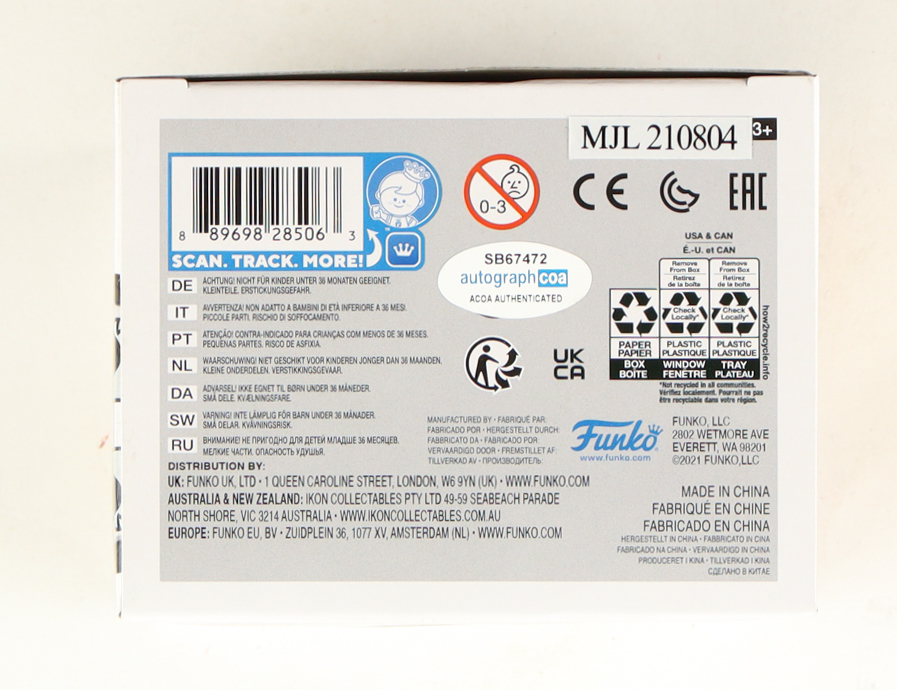 MJL 210804
3+
8 89698 28506 3
SCAN. TRACK. MORE!
0-3
CE
EAC
SB67472
autograph coa
ACOA AUTHENTICATED
UK
CA
USA & CAN
É.-U. et CAN
Remove From Box
Retirez de la boîte
Remove From Box
Retirez de la boîte
Check Locally*
Check Locally*
PAPER PAPIER
PLASTIC PLASTIQUE
PLASTIC PLASTIQUE
BOX BOÎTE
WINDOW FENÊTRE
TRAY PLATEAU
how2recycle.info
*Not recycled in all communities.
Vérifiez localement. Pourrait ne pas
être recyclable dans votre région.
DE ACHTUNG! NICHT FÜR KINDER UNTER 36 MONATEN GEEIGNET.
KLEINTEILE. ERSTICKUNGSGEFAHR.
IT AVVERTENZA! NON ADATTO A BAMBINI DI ETÀ INFERIORE A 36 MESI.
PICCOLE PARTI. RISCHIO DI SOFFOCAMENTO.
PT ATENÇÃO! CONTRA-INDICADO PARA CRIANÇAS COM MENOS DE 36 MESES.
PEQUENAS PARTES. RISCO DE ASFIXIA.
NL WAARSCHUWING! NIET GESCHIKT VOOR KINDEREN JONGER DAN 36 MAANDEN.
KLEINE ONDERDELEN. VERSTIKKINGSGEVAAR.
DA ADVARSEL! IKKE EGNET TIL BØRN UNDER 36 MÅNEDER.
SMÅ DELE. KVÆLNINGSFARE.
SW VARNING! INTE LÄMPLIG FÖR BARN UNDER 36 MÅNADER.
SMÅ DELAR. KVÄVNINGSRISK.
RU ВНИМАНИЕ! НЕ ПРИГОДНО ДЛЯ ДЕТЕЙ МЛАДШЕ 36 МЕСЯЦЕВ.
МЕЛКИЕ ЧАСТИ. ОПАСНОСТЬ УДУШЬЯ.
MANUFACTURED BY • FABRIQUÉ PAR:
FABRICADO POR • HERGESTELLT DURCH:
FABBRICATO DA • FABRICADO POR:
VERVAARDIGD DOOR • FREMSTILLET AF:
TILLVERKAD AV • ПРОИЗВОДИТЕЛЬ:
Funko
www.funko.com
FUNKO, LLC
2802 WETMORE AVE
EVERETT, WA 98201
©2021 FUNKO,LLC
DISTRIBUTION BY:
UK: FUNKO UK, LTD • 1 QUEEN CAROLINE STREET, LONDON, W6 9YN (UK) • WWW.FUNKO.COM
AUSTRALIA & NEW ZEALAND: IKON COLLECTABLES PTY LTD 49-59 SEABEACH PARADE
NORTH SHORE, VIC 3214 AUSTRALIA • WWW.IKONCOLLECTABLES.COM.AU
EUROPE: FUNKO EU, BV • ZUIDPLEIN 36, 1077 XV, AMSTERDAM (NL) • WWW.FUNKO.COM
MADE IN CHINA
FABRIQUÉ EN CHINE
FABRICADO EN CHINA
HERGESTELLT IN CHINA • FABBRICATO IN CINA
FABRICADO NA CHINA • VERVAARDIGD IN CHINA
PRODUCERET I KINA • TILLVERKAD I KINA
СДЕЛАНО В КИТАЕ